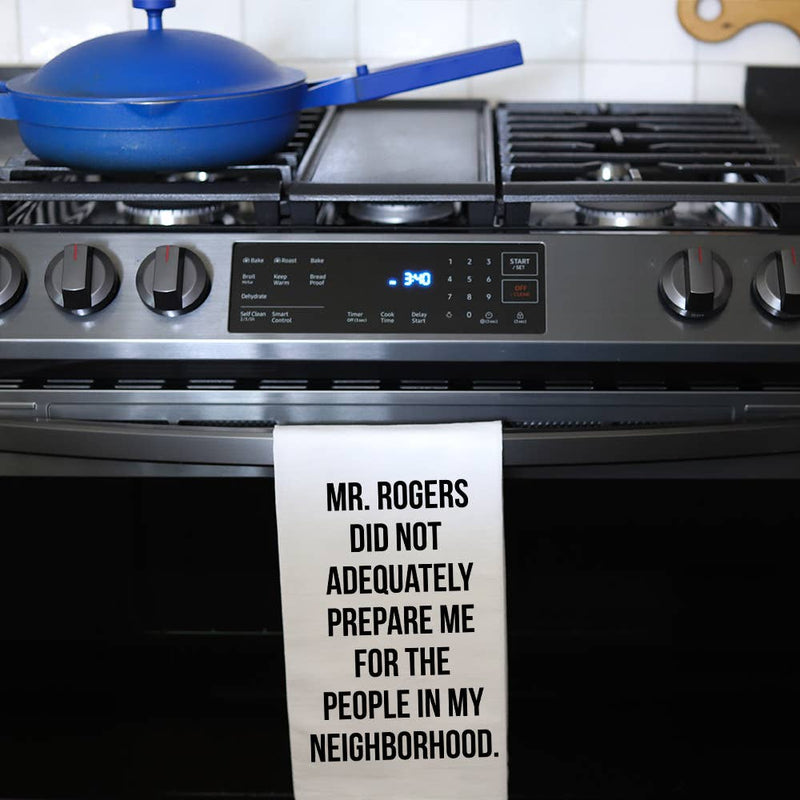 Bake Roast Bake
Broil Keep Warm Bread Proof
Dehydrate
Self Clean Smart Control Timer Cook Time Delay Start
3:40
1 2 3
4 5 6
7 8 9
0
START
/ SET
OFF
/ CLEAR
MR. ROGERS
DID NOT
ADEQUATELY
PREPARE ME
FOR THE
PEOPLE IN MY
NEIGHBORHOOD.